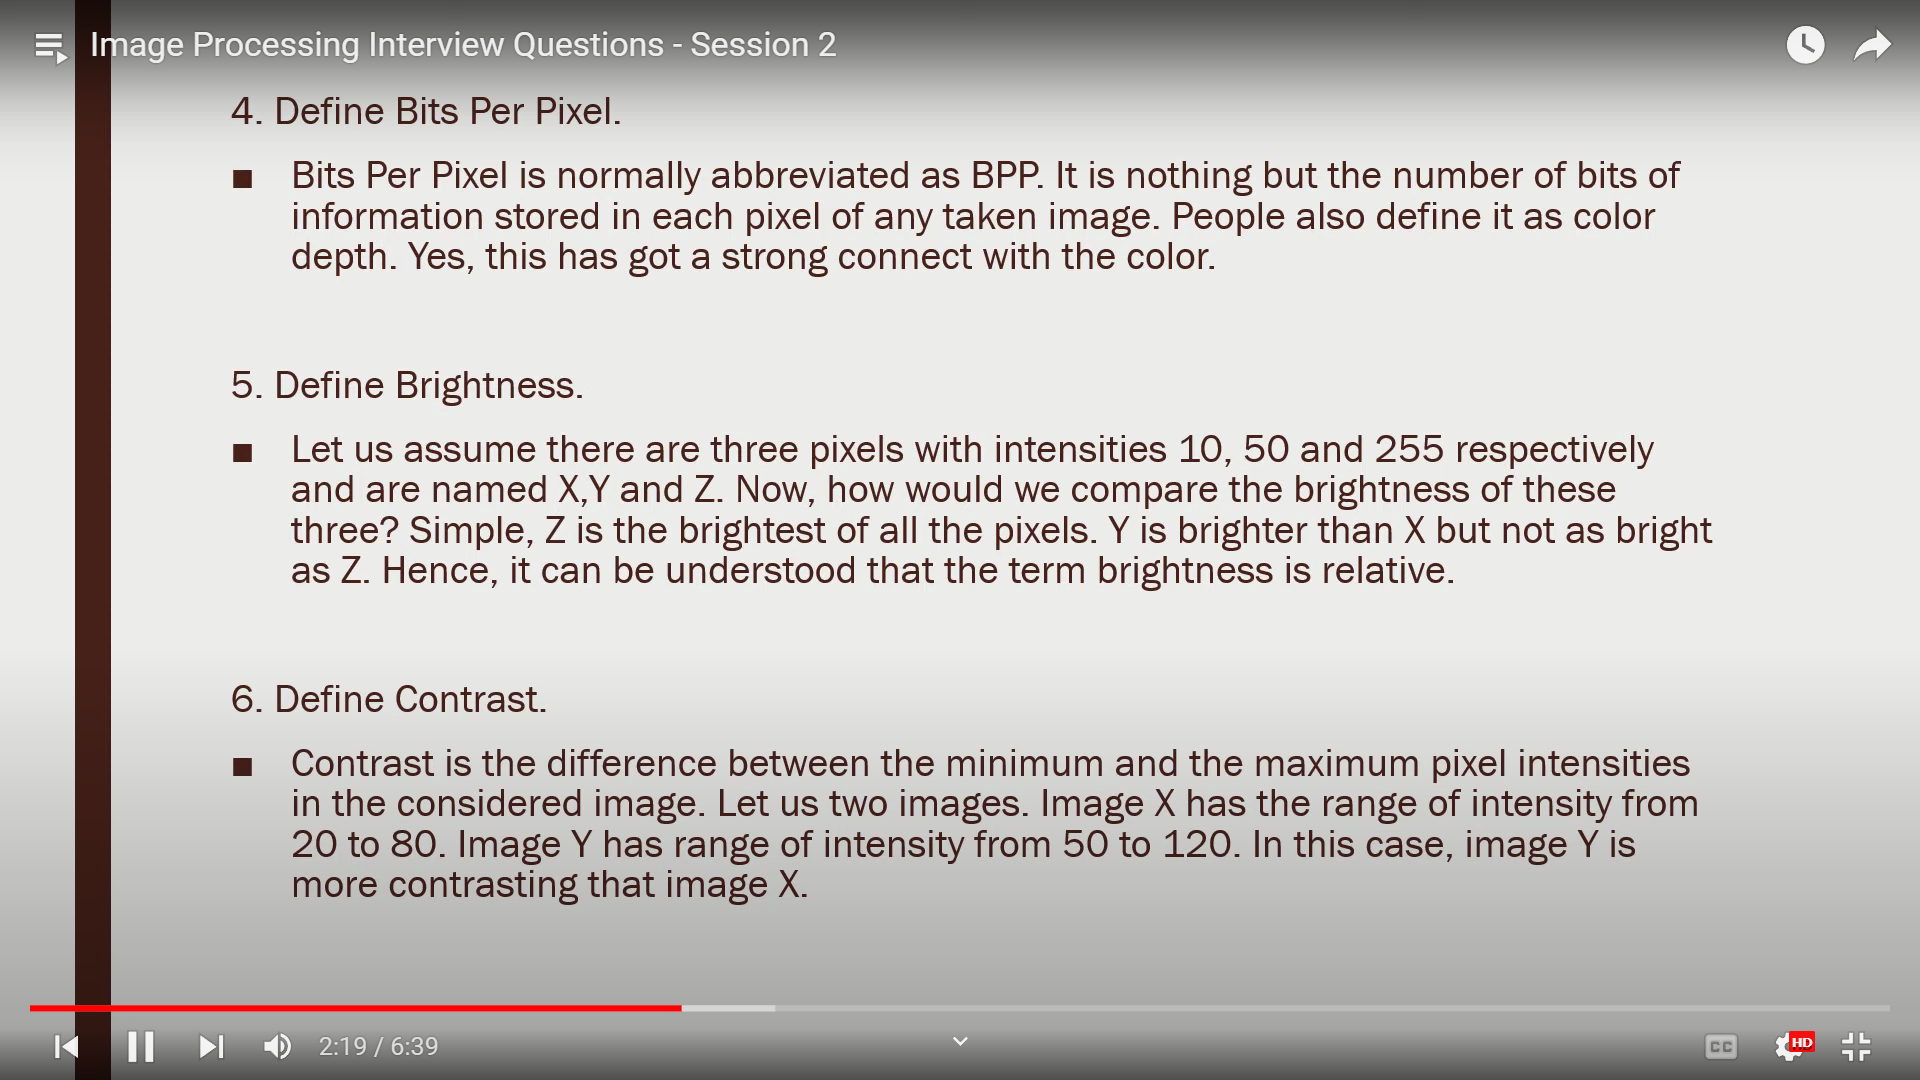 Image Processing Interview Questions - Session 2
4. Define Bits Per Pixel.
■ Bits Per Pixel is normally abbreviated as BPP. It is nothing but the number of bits of
information stored in each pixel of any taken image. People also define it as color
depth. Yes, this has got a strong connect with the color.
5. Define Brightness.
■ Let us assume there are three pixels with intensities 10, 50 and 255 respectively
and are named X,Y and Z. Now, how would we compare the brightness of these
three? Simple, Z is the brightest of all the pixels. Y is brighter than X but not as bright
as Z. Hence, it can be understood that the term brightness is relative.
6. Define Contrast.
■ Contrast is the difference between the minimum and the maximum pixel intensities
in the considered image. Let us two images. Image X has the range of intensity from
20 to 80. Image Y has range of intensity from 50 to 120. In this case, image Y is
more contrasting that image X.
2:19 / 6:39
CC
HD